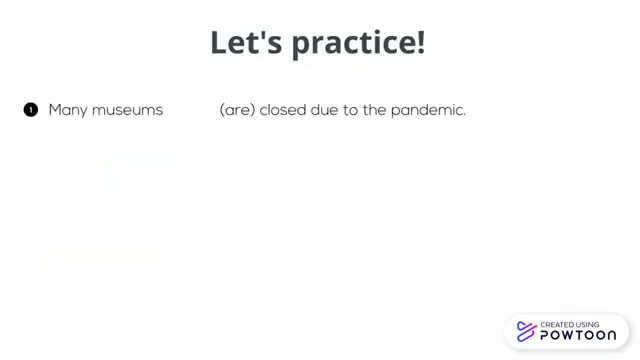 Let's practice!
1 Many museums (are) closed due to the pandemic.
CREATED USING
POWTOON